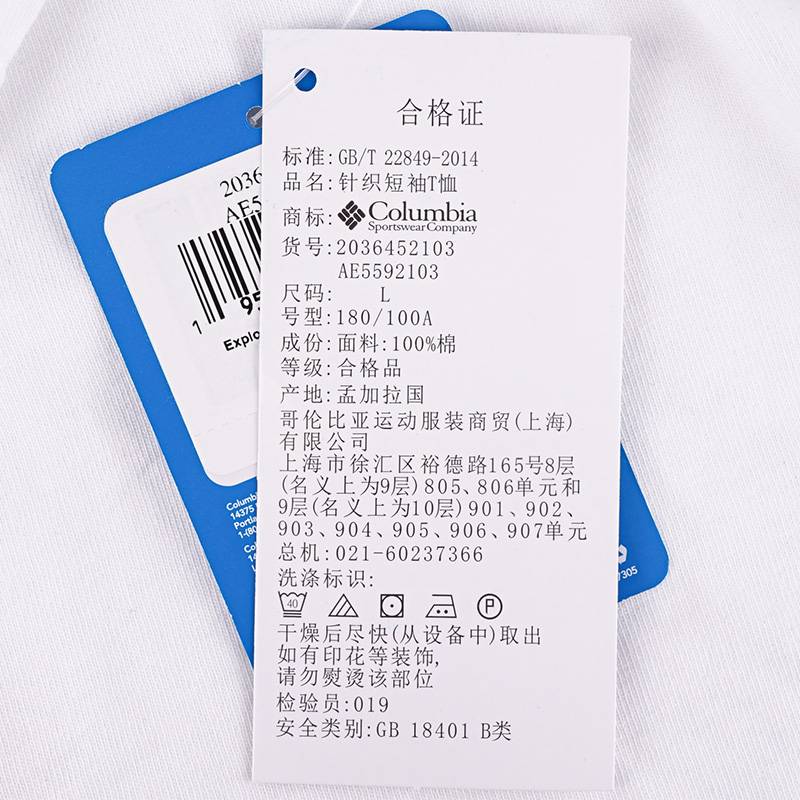 合格证
标准:GB/T 22849-2014
品名:针织短袖T恤
商标:Columbia
Sportswear Company
货号:2036452103
AE5592103
尺码: L
号型:180/100A
成份:面料:100%棉
等级:合格品
产地:孟加拉国
哥伦比亚运动服装商贸(上海)
有限公司
上海市徐汇区裕德路165号8层
(名义上为9层)805、806单元和
9层(名义上为10层)901、902、
903、904、905、906、907单元
总机:021-60237366
洗涤标识:
40 P
干燥后尽快(从设备中)取出
如有印花等装饰,
请勿熨烫该部位
检验员:019
安全类别:GB 18401 B类
2036
AE5
1 95
Explo
Columbi
14375
Portla
1-(80
Co
14
7305